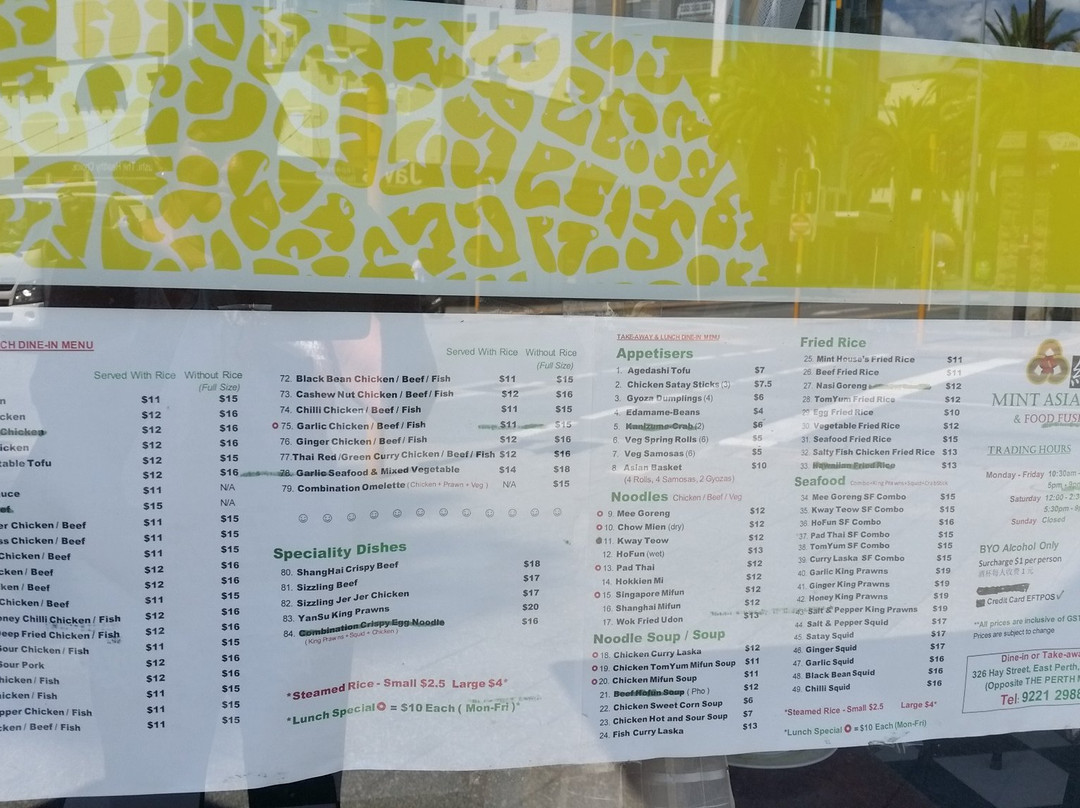 CH DINE-IN MENU
Served With Rice Without Rice
(Full Size)
n $11 $15
cken $12 $16
Chicken $12 $16
icken $12 $16
table Tofu $12 $15
$12 $16
uce $11 N/A
$15 N/A
er Chicken / Beef $11 $15
ss Chicken / Beef $11 $15
Chicken / Beef $11 $15
cken / Beef $12 $16
ken / Beef $12 $16
Chicken / Beef $11 $15
ney Chilli Chicken / Fish $12 $16
Deep Fried Chicken / Fish $12 $16
Sour Chicken / Fish $11 $15
Sour Pork $12 $16
hicken / Fish $12 $16
hicken / Fish $11 $15
pper Chicken / Fish $12 $16
cken / Beef / Fish $11 $15
Served With Rice Without Rice
(Full Size)
72. Black Bean Chicken / Beef / Fish $11 $15
73. Cashew Nut Chicken / Beef / Fish $12 $16
74. Chilli Chicken / Beef / Fish $11 $15
75. Garlic Chicken / Beef / Fish $11 $15
76. Ginger Chicken / Beef / Fish $12 $16
77. Thai Red /Green Curry Chicken / Beef / Fish $12 $16
78. Garlic Seafood & Mixed Vegetable $14 $18
79. Combination Omelette (Chicken + Prawn + Veg) N/A $15
Speciality Dishes
80. ShangHai Crispy Beef $18
81. Sizzling Beef $17
82. Sizzling Jer Jer Chicken $17
83. YanSu King Prawns $20
84. Combination Crispy Egg Noodle $16
(King Prawns + Squid + Chicken)
*Steamed Rice - Small $2.5 Large $4*
*Lunch Special = $10 Each ( Mon-Fri )*
TAKE-AWAY & LUNCH DINE-IN MENU
Appetisers
1. Agedashi Tofu $7
2. Chicken Satay Sticks (3) $7.5
3. Gyoza Dumplings (4) $6
4. Edamame-Beans $4
5. Kanizume Crab (2) $6
6. Veg Spring Rolls (6) $5
7. Veg Samosas (6) $5
8. Asian Basket $10
(4 Rolls, 4 Samosas, 2 Gyozas)
Noodles Chicken / Beef / Veg
9. Mee Goreng $12
10. Chow Mien (dry) $12
11. Kway Teow $12
12. HoFun (wet) $13
13. Pad Thai $12
14. Hokkien Mi $12
15. Singapore Mifun $12
16. Shanghai Mifun $12
17. Wok Fried Udon $13
Noodle Soup / Soup
18. Chicken Curry Laska $12
19. Chicken TomYum Mifun Soup $11
20. Chicken Mifun Soup $11
21. Beef Hofun Soup ( Pho ) $12
22. Chicken Sweet Corn Soup $6
23. Chicken Hot and Sour Soup $7
24. Fish Curry Laska $13
Fried Rice
25. Mint House's Fried Rice $11
26. Beef Fried Rice $11
27. Nasi Goreng $12
28. TomYum Fried Rice $12
29. Egg Fried Rice $10
30. Vegetable Fried Rice $12
31. Seafood Fried Rice $15
32. Salty Fish Chicken Fried Rice $13
33. Hawaiian Fried Rice $13
Seafood
34. Mee Goreng SF Combo $15
35. Kway Teow SF Combo $15
36. HoFun SF Combo $16
37. Pad Thai SF Combo $15
38. TomYum SF Combo $15
39. Curry Laska SF Combo $15
40. Garlic King Prawns $19
41. Ginger King Prawns $19
42. Honey King Prawns $19
43. Salt & Pepper King Prawns $19
44. Salt & Pepper Squid $17
45. Satay Squid $17
46. Ginger Squid $17
47. Garlic Squid $16
48. Black Bean Squid $16
49. Chilli Squid $16
*Steamed Rice - Small $2.5 Large $4*
*Lunch Special = $10 Each (Mon-Fri)
MINT ASIA
& FOOD FUSI
TRADING HOURS
Monday - Friday 10:30am -
5pm -
Saturday 12:00 - 2:
5:30pm -
Sunday Closed
BYO Alcohol Only
Surcharge $1 per person
Credit Card EFTPOS
**All prices are inclusive of GST
Prices are subject to change
Dine-in or Take-awa
326 Hay Street, East Perth,
(Opposite THE PERTH M
Tel: 9221 2988